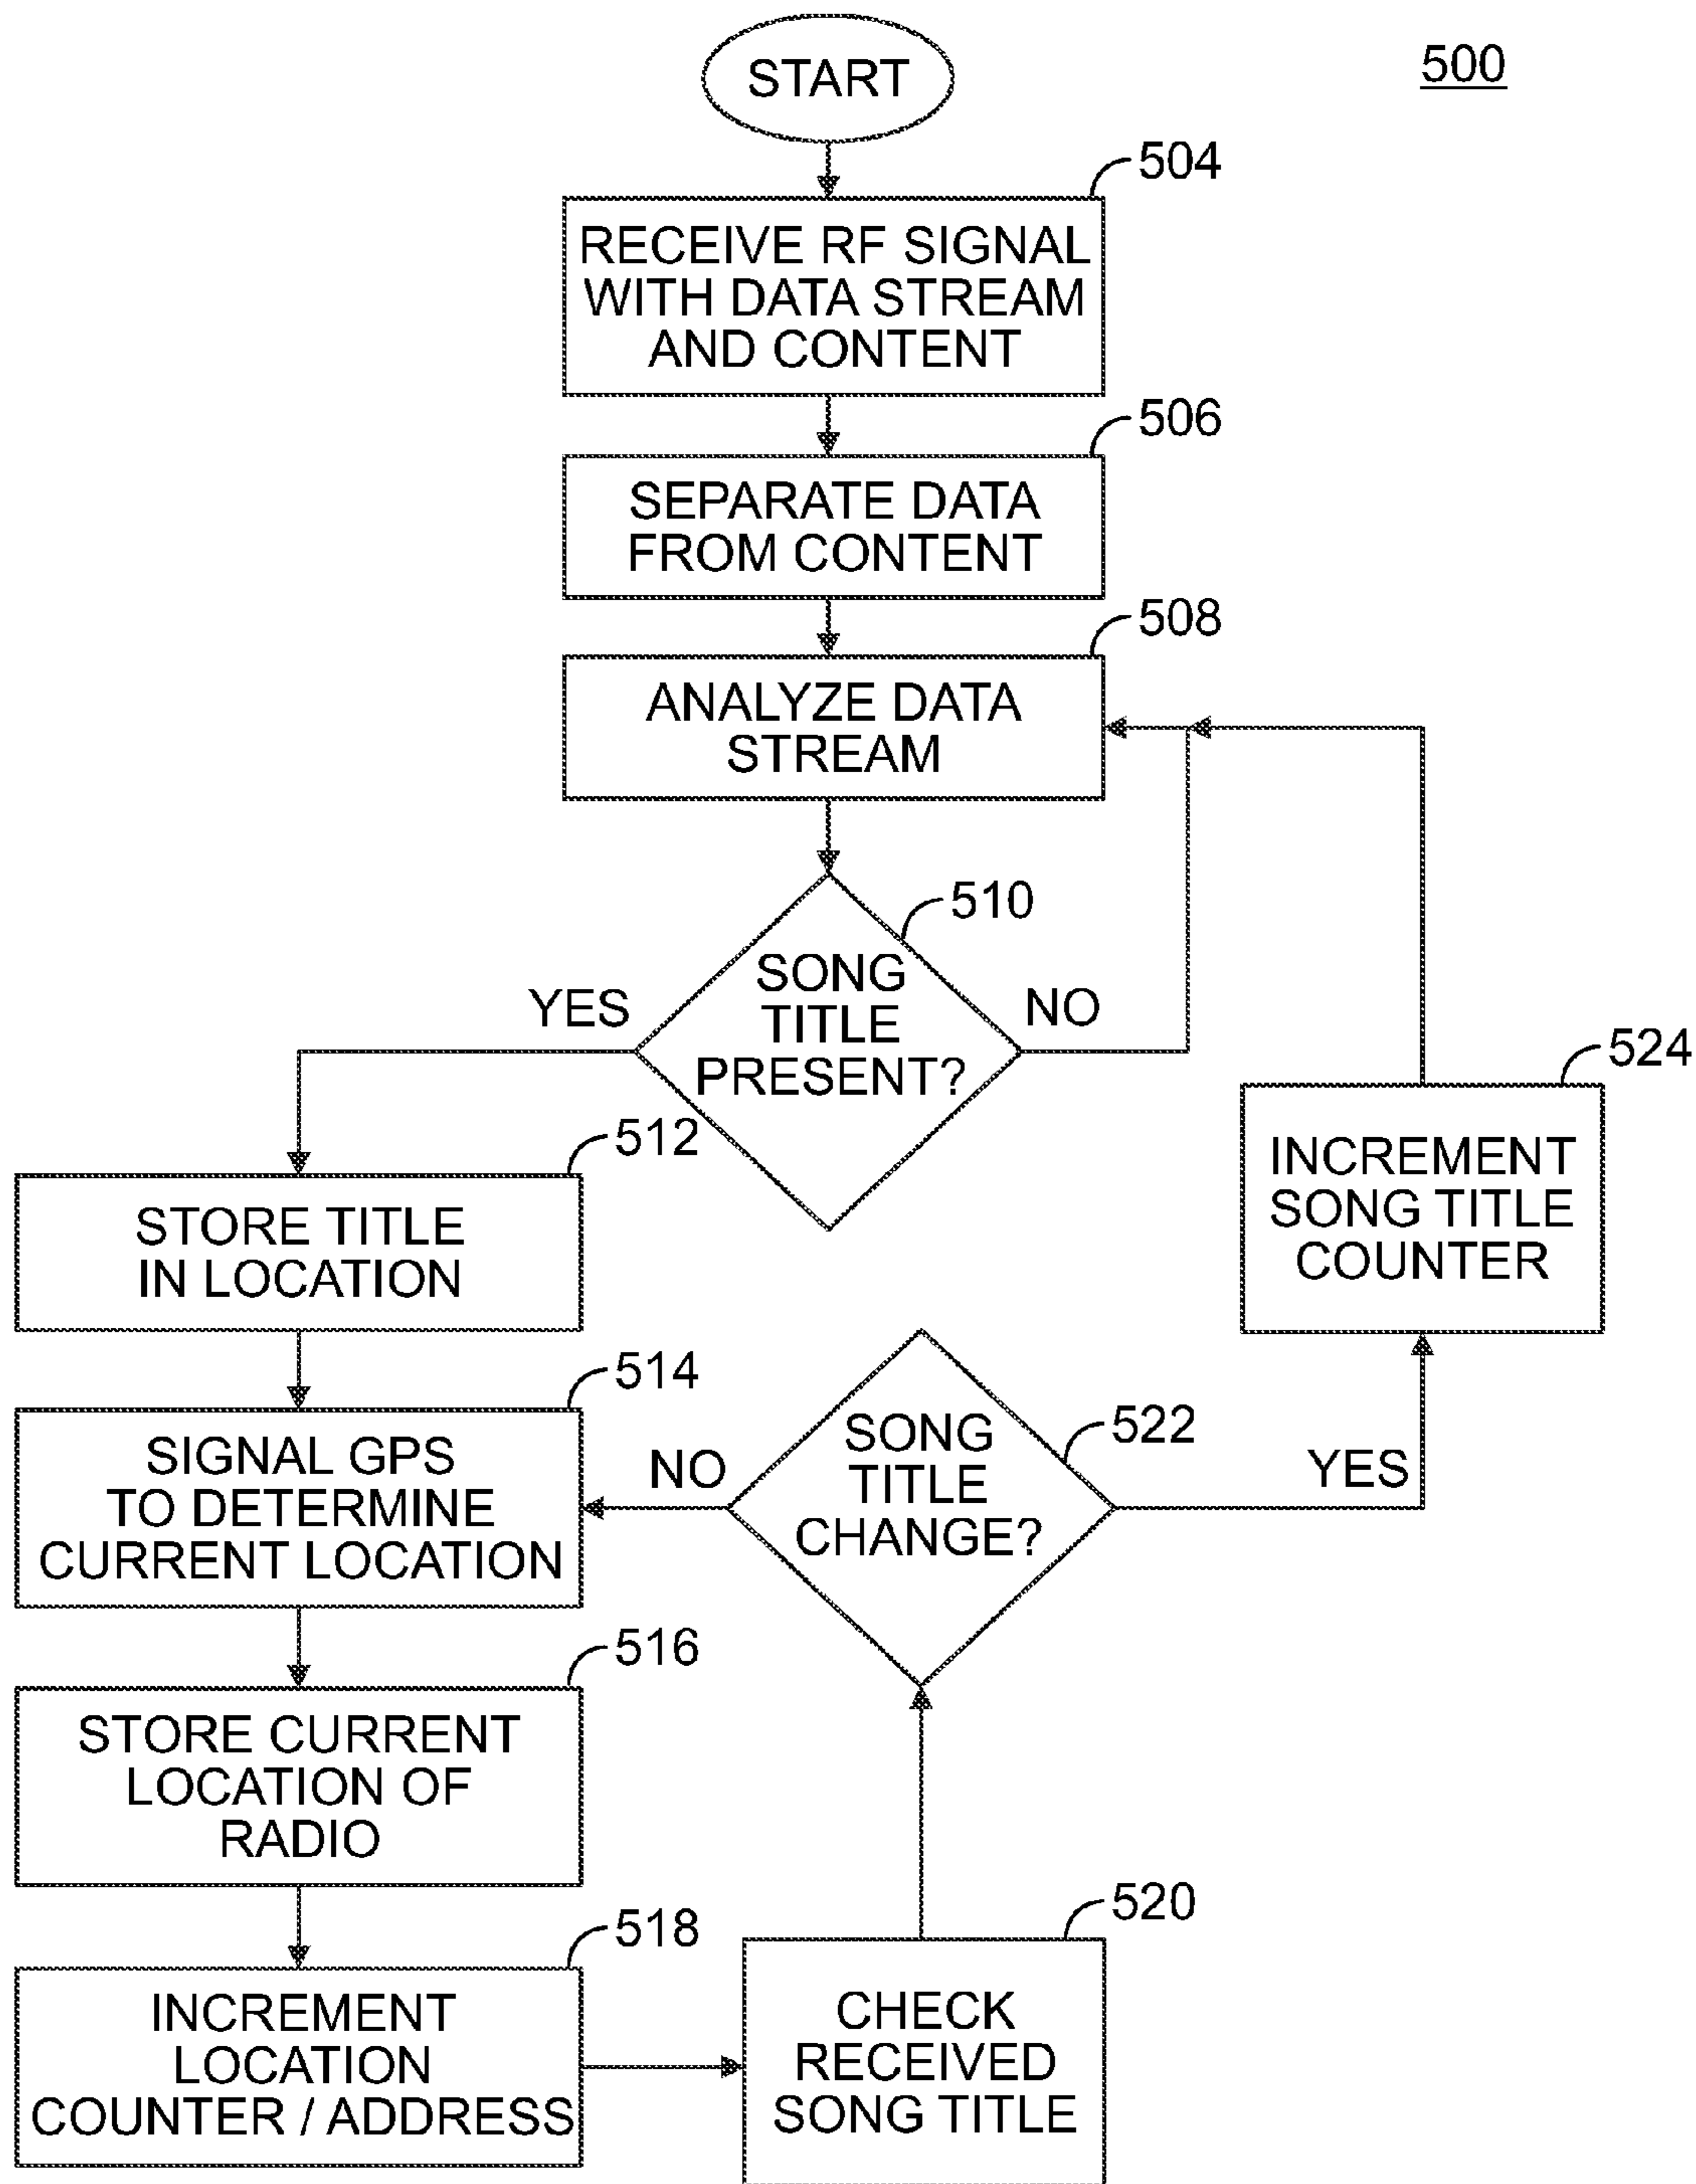 500
START
504
RECEIVE RF SIGNAL
WITH DATA STREAM
AND CONTENT
506
SEPARATE DATA
FROM CONTENT
508
ANALYZE DATA
STREAM
510
SONG
TITLE
PRESENT?
YES
NO
512
STORE TITLE
IN LOCATION
514
SIGNAL GPS
TO DETERMINE
CURRENT LOCATION
516
STORE CURRENT
LOCATION OF
RADIO
518
INCREMENT
LOCATION
COUNTER / ADDRESS
520
CHECK
RECEIVED
SONG TITLE
522
SONG
TITLE
CHANGE?
NO
YES
524
INCREMENT
SONG TITLE
COUNTER